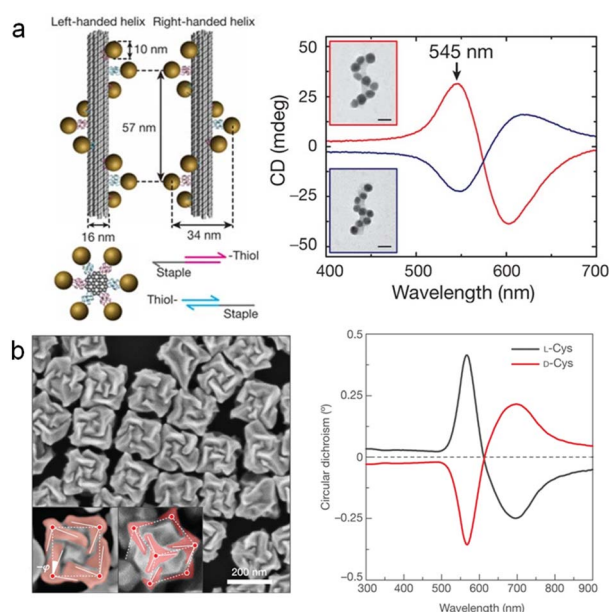 a
Left-handed helix Right-handed helix
10 nm
57 nm
16 nm
34 nm
-Thiol
Staple
Thiol-
Staple
545 nm
CD (mdeg)
50
25
0
−25
−50
400 500 600 700
Wavelength (nm)
b
−φ
200 nm
L-Cys
D-Cys
Circular dichroism (°)
0.5
0.25
0
−0.25
−0.5
300 400 500 600 700 800 900
Wavelength (nm)